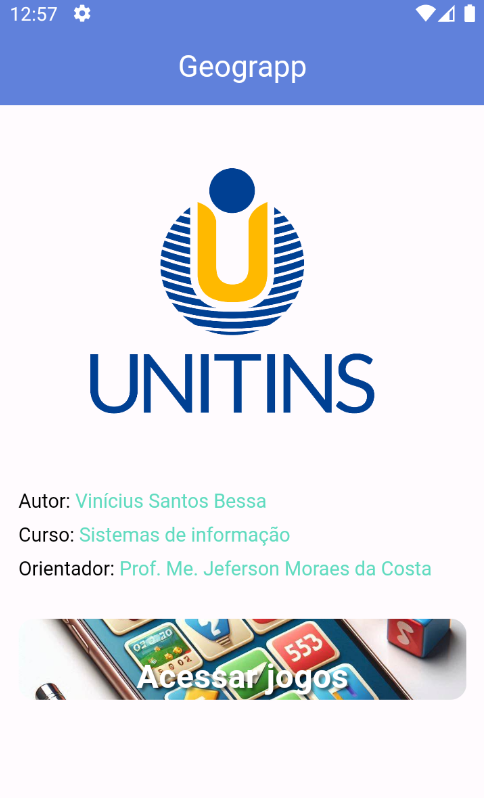 12:57
Geograpp
U
UNITINS
Autor: Vinícius Santos Bessa
Curso: Sistemas de informação
Orientador: Prof. Me. Jeferson Moraes da Costa
553
Acessar jogos